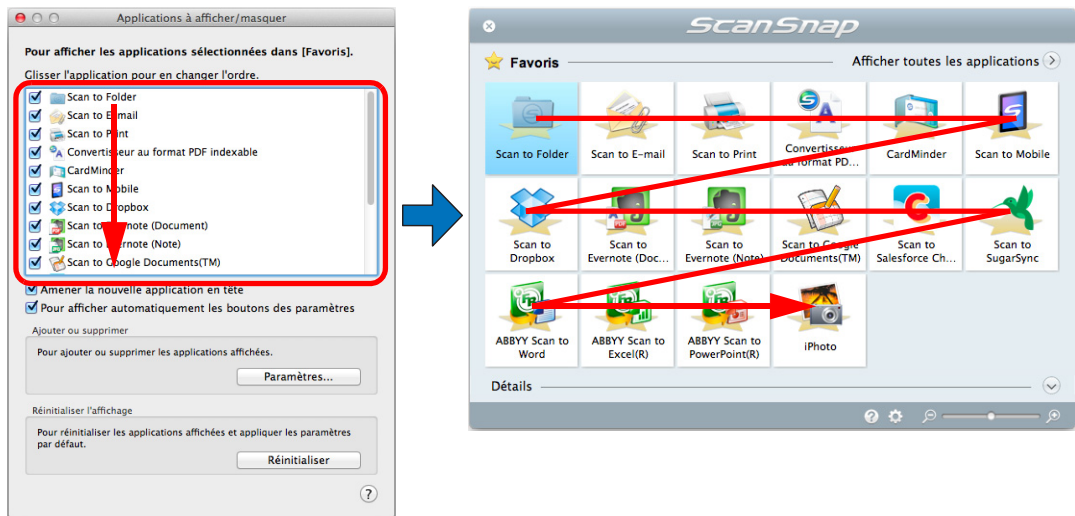 Applications à afficher/masquer
Pour afficher les applications sélectionnées dans [Favoris].
Glisser l'application pour en changer l'ordre.
Scan to Folder
Scan to E-mail
Scan to Print
Convertisseur au format PDF indexable
CardMinder
Scan to Mobile
Scan to Dropbox
Scan to Evernote (Document)
Scan to Evernote (Note)
Scan to Google Documents(TM)
Amener la nouvelle application en tête
Pour afficher automatiquement les boutons des paramètres
Ajouter ou supprimer
Pour ajouter ou supprimer les applications affichées.
Paramètres...
Réinitialiser l'affichage
Pour réinitialiser les applications affichées et appliquer les paramètres
par défaut.
Réinitialiser
?
ScanSnap
Favoris
Afficher toutes les applications
Scan to Folder
Scan to E-mail
Scan to Print
Convertisseur
au format PD...
CardMinder
Scan to Mobile
Scan to
Dropbox
Scan to
Evernote (Doc...
Scan to
Evernote (Note)
Scan to Google
Documents(TM)
Scan to
Salesforce Ch...
Scan to
SugarSync
ABBYY Scan to
Word
ABBYY Scan to
Excel(R)
ABBYY Scan to
PowerPoint(R)
iPhoto
Détails
?